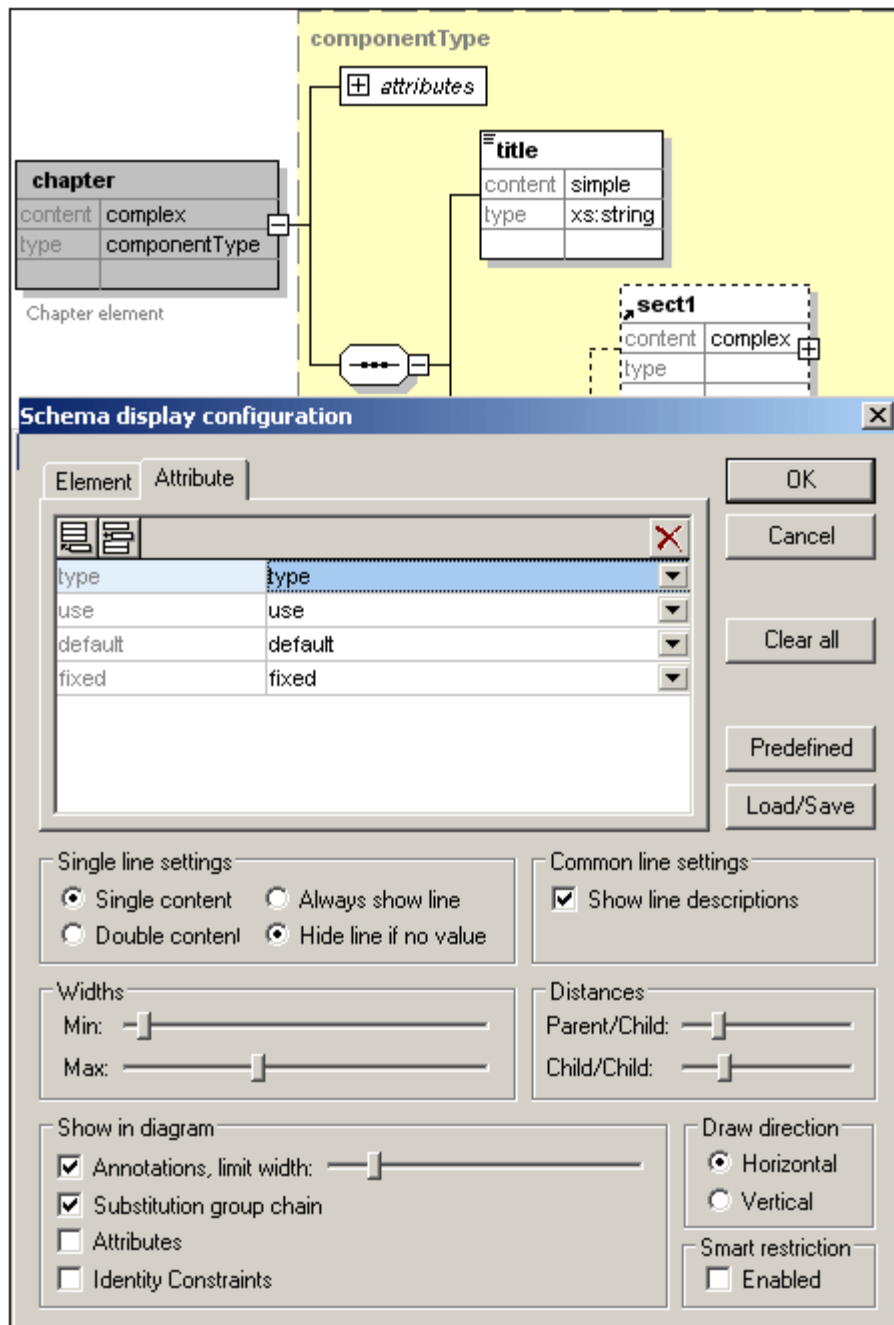 componentType
attributes
title
content simple
type xs:string
chapter
content complex
type componentType
Chapter element
sect1
content complex
type
Schema display configuration
Element Attribute
OK
Cancel
Clear all
Predefined
Load/Save
type type
use use
default default
fixed fixed
Single line settings
Single content Always show line
Double content Hide line if no value
Common line settings
Show line descriptions
Widths
Min:
Max:
Distances
Parent/Child:
Child/Child:
Show in diagram
Annotations, limit width:
Substitution group chain
Attributes
Identity Constraints
Draw direction
Horizontal
Vertical
Smart restriction
Enabled